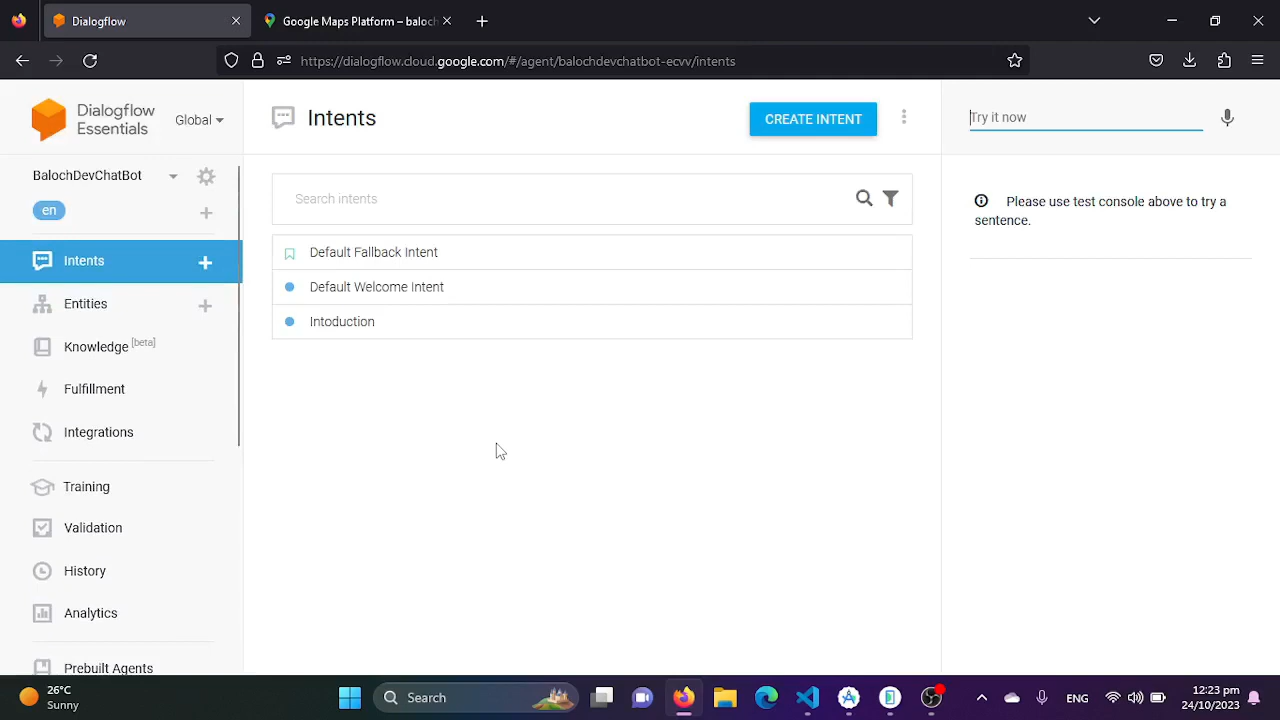 Dialogflow
Google Maps Platform – baloch
https://dialogflow.cloud.google.com/#/agent/balochdevchatbot-ecvv/intents
Dialogflow
Essentials
Global
Intents
CREATE INTENT
Try it now
BalochDevChatBot
en
Search intents
Please use test console above to try a
sentence.
Intents
Default Fallback Intent
Default Welcome Intent
Entities
Intoduction
Knowledge [beta]
Fulfillment
Integrations
Training
Validation
History
Analytics
Prebuilt Agents
26°C
Sunny
Search
ENG
12:23 pm
24/10/2023